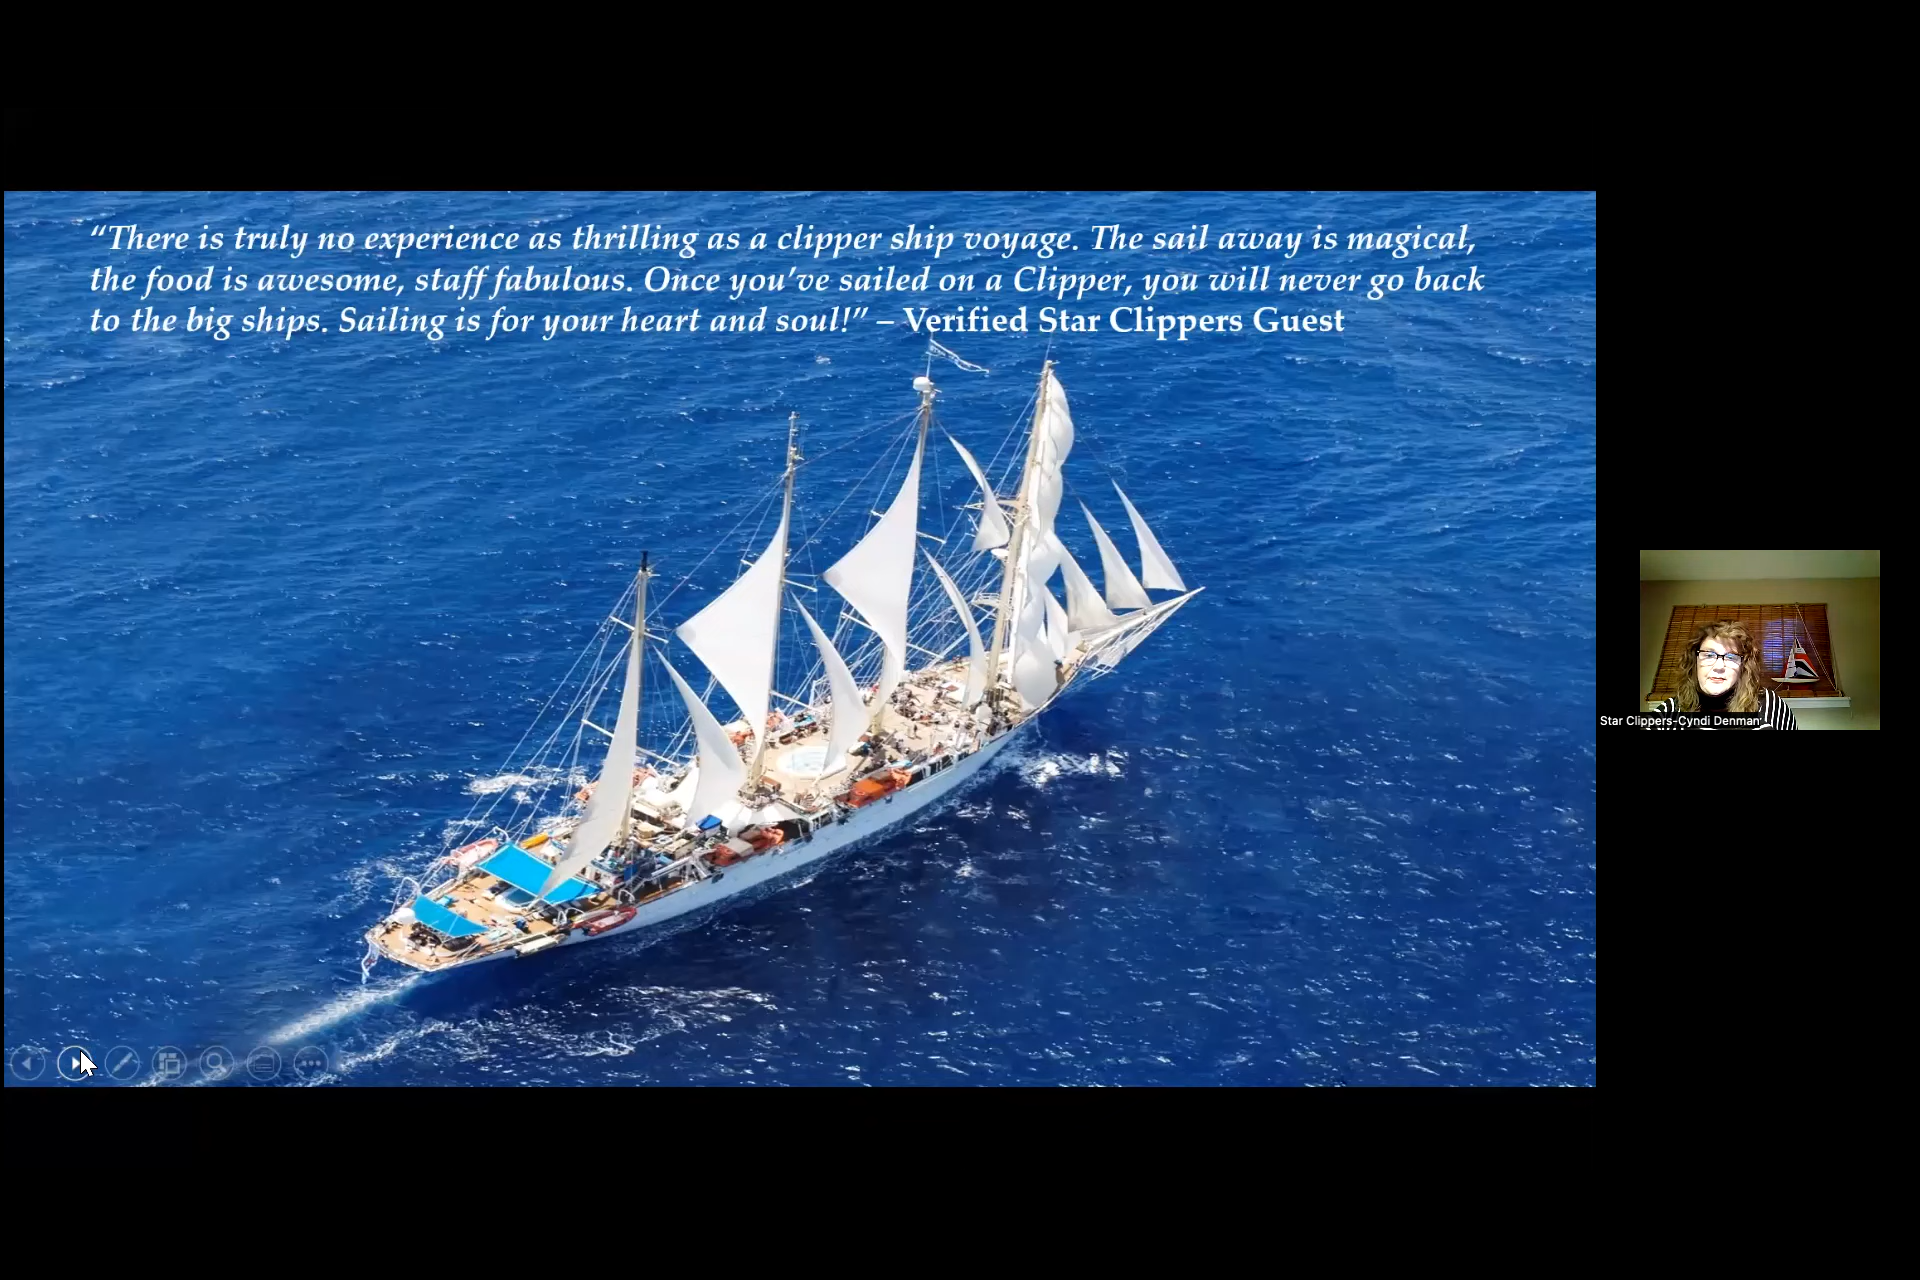 “There is truly no experience as thrilling as a clipper ship voyage. The sail away is magical,
the food is awesome, staff fabulous. Once you’ve sailed on a Clipper, you will never go back
to the big ships. Sailing is for your heart and soul!” – Verified Star Clippers Guest
Star Clippers-Cyndi Denman